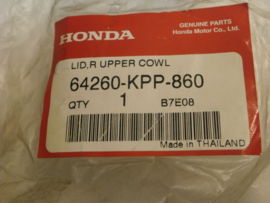 HONDA
GENUINE PARTS
Honda Motor Co., Ltd.
LID,R UPPER COWL
64260-KPP-860
QTY 1 B7E08
Made in THAILAND